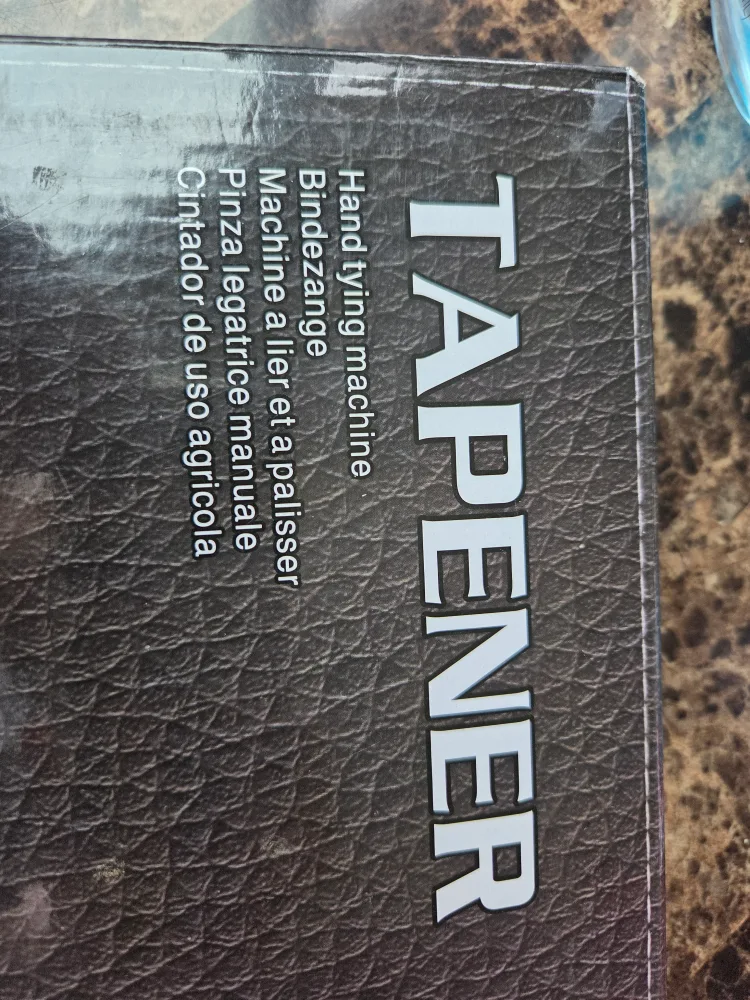 TAPENER
Hand tying machine
Bindezange
Machine a lier et a palisser
Pinza legatrice manuale
Cintador de uso agricola